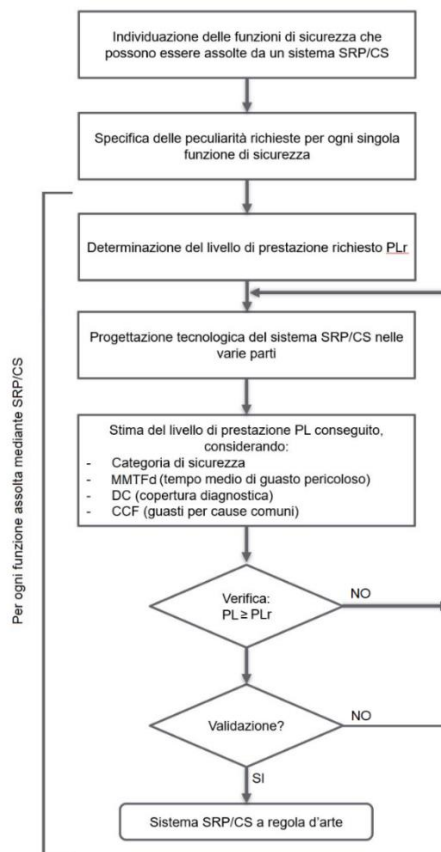 Individuazione delle funzioni di sicurezza che
possono essere assolte da un sistema SRP/CS
Specifica delle peculiarità richieste per ogni singola
funzione di sicurezza
Determinazione del livello di prestazione richiesto PLr
Progettazione tecnologica del sistema SRP/CS nelle
varie parti
Stima del livello di prestazione PL conseguito,
considerando:
- Categoria di sicurezza
- MMTFd (tempo medio di guasto pericoloso)
- DC (copertura diagnostica)
- CCF (guasti per cause comuni)
Per ogni funzione assolta mediante SRP/CS
Verifica:
PL ≥ PLr
NO
Validazione?
NO
SI
Sistema SRP/CS a regola d'arte